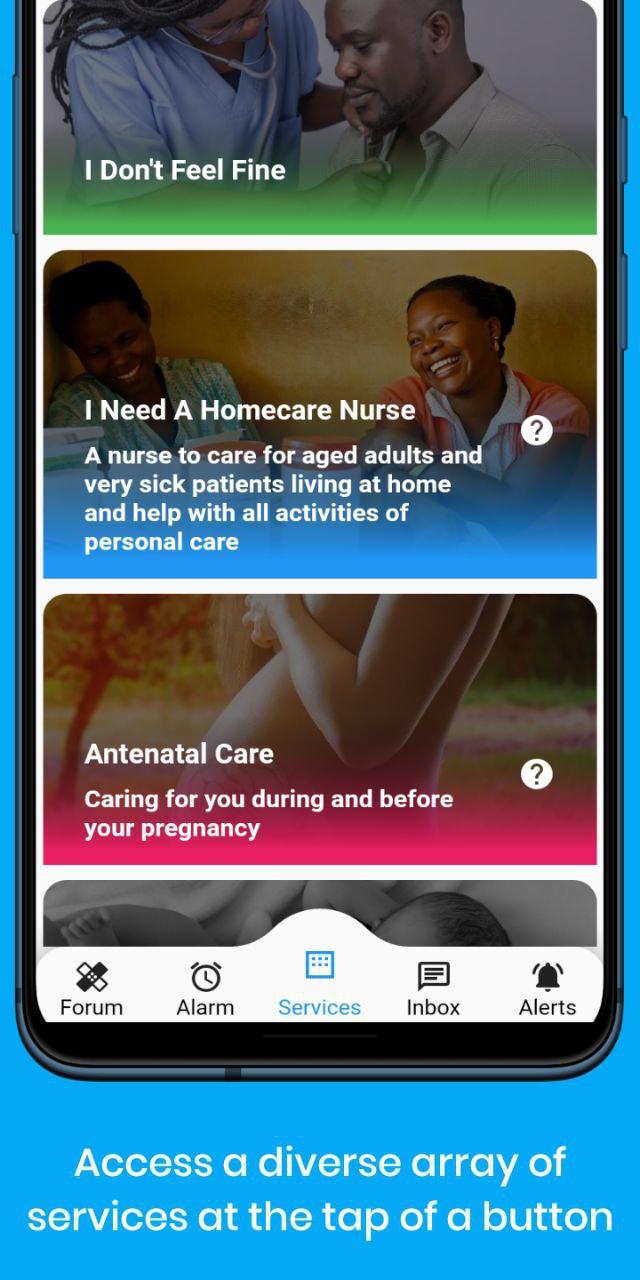 I Don't Feel Fine
I Need A Homecare Nurse
A nurse to care for aged adults and
very sick patients living at home
and help with all activities of
personal care
?
Antenatal Care
Caring for you during and before
your pregnancy
?
Forum
Alarm
Services
Inbox
Alerts
Access a diverse array of
services at the tap of a button